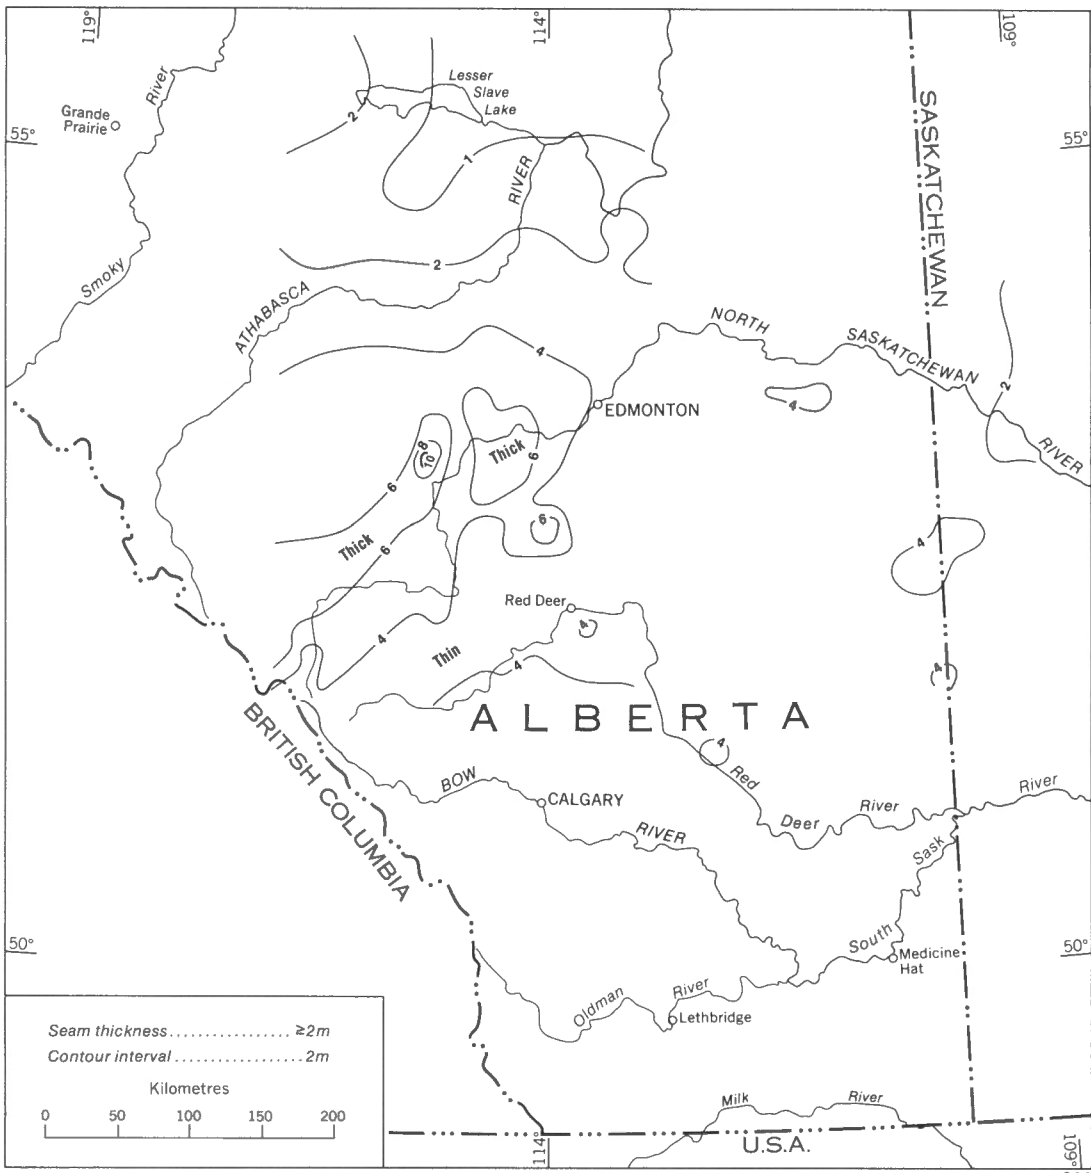 119°
114°
109°
Lesser
Slave
Lake
River
Grande
Prairie
2
55°
55°
1
RIVER
SASKATCHEWAN
2
Smoky
ATHABASCA
NORTH
SASKATCHEWAN
4
2
4
EDMONTON
RIVER
8
10
Thick
6
6
6
Thick
6
4
Red Deer
4
4
Thin
4
4
ALBERTA
BRITISH COLUMBIA
4
Red
BOW
CALGARY
RIVER
Deer
River
River
Sask
South
50°
50°
Medicine
Hat
Oldman
River
Lethbridge
Seam thickness.................≥2m
Contour interval..................2m
Kilometres
0 50 100 150 200
Milk River
U.S.A.
114°
109°